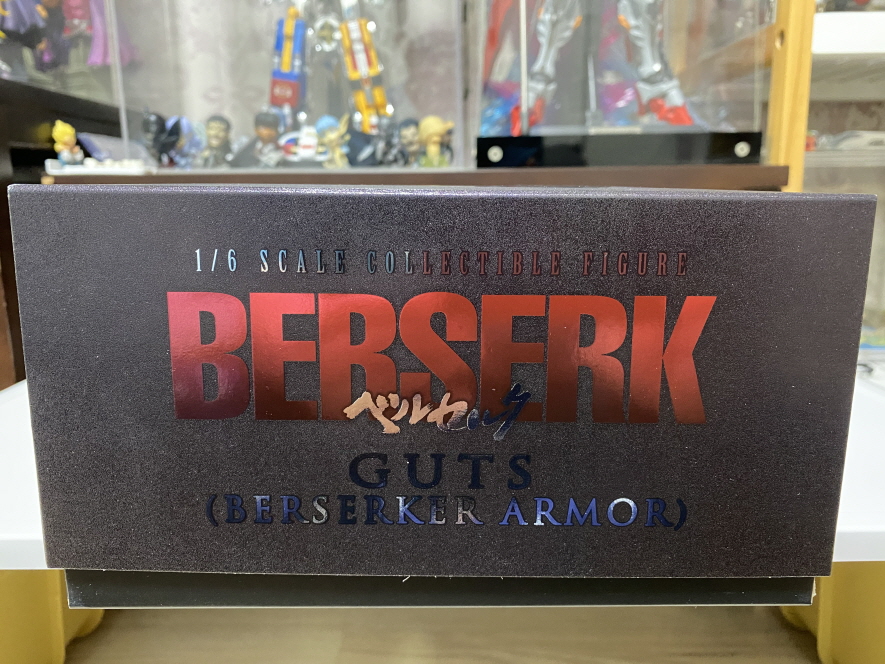 1/6 SCALE COLLECTIBLE FIGURE
BERSERK
ベルセルク
GUTS
(BERSERKER ARMOR)